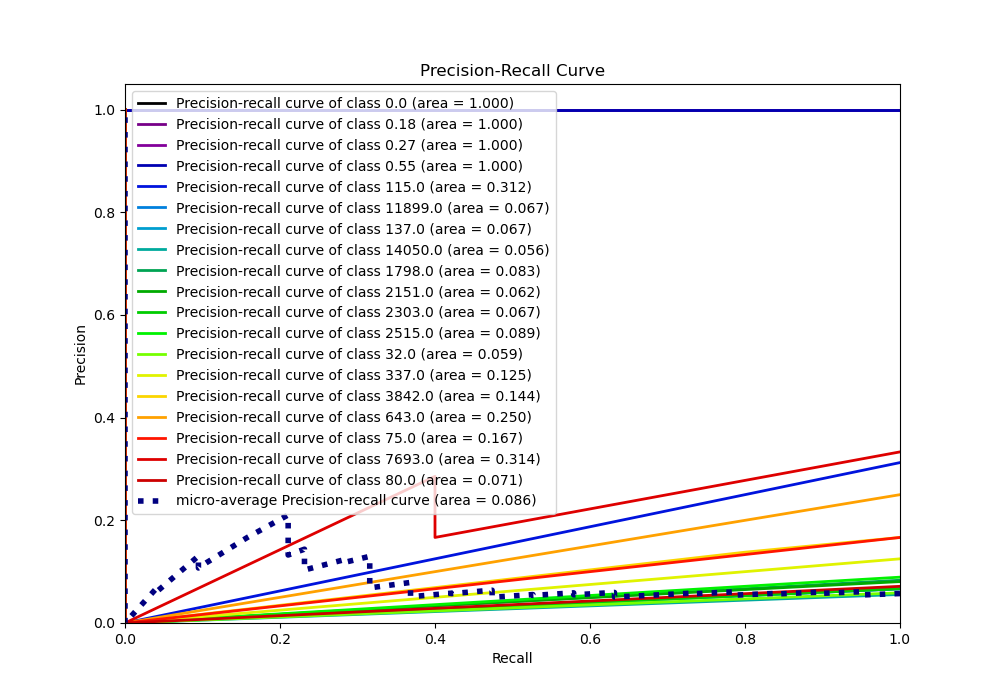 Precision-Recall Curve
Precision-recall curve of class 0.0 (area = 1.000)
Precision-recall curve of class 0.18 (area = 1.000)
Precision-recall curve of class 0.27 (area = 1.000)
Precision-recall curve of class 0.55 (area = 1.000)
Precision-recall curve of class 115.0 (area = 0.312)
Precision-recall curve of class 11899.0 (area = 0.067)
Precision-recall curve of class 137.0 (area = 0.067)
Precision-recall curve of class 14050.0 (area = 0.056)
Precision-recall curve of class 1798.0 (area = 0.083)
Precision-recall curve of class 2151.0 (area = 0.062)
Precision-recall curve of class 2303.0 (area = 0.067)
Precision-recall curve of class 2515.0 (area = 0.089)
Precision-recall curve of class 32.0 (area = 0.059)
Precision-recall curve of class 337.0 (area = 0.125)
Precision-recall curve of class 3842.0 (area = 0.144)
Precision-recall curve of class 643.0 (area = 0.250)
Precision-recall curve of class 75.0 (area = 0.167)
Precision-recall curve of class 7693.0 (area = 0.314)
Precision-recall curve of class 80.0 (area = 0.071)
micro-average Precision-recall curve (area = 0.086)
1.0
0.8
0.6
0.4
0.2
0.0
Precision
0.0 0.2 0.4 0.6 0.8 1.0
Recall